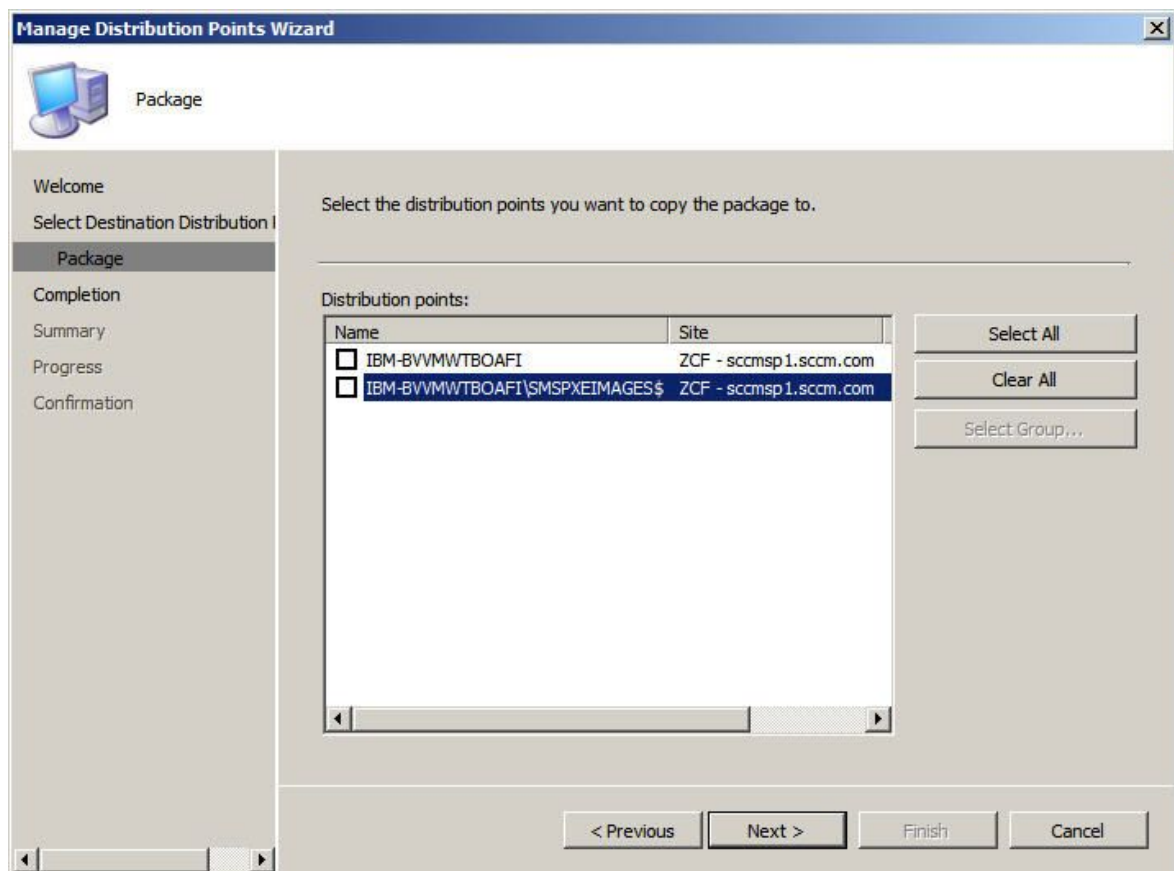 Manage Distribution Points Wizard
Package
Welcome
Select Destination Distribution
Package
Completion
Summary
Progress
Confirmation
Select the distribution points you want to copy the package to.
Distribution points:
Name Site
IBM-BVVMWTBOAFI ZCF - sccmsp1.sccm.com
IBM-BVVMWTBOAFI\SMSPXEIMAGES$ ZCF - sccmsp1.sccm.com
Select All
Clear All
Select Group...
< Previous Next > Finish Cancel